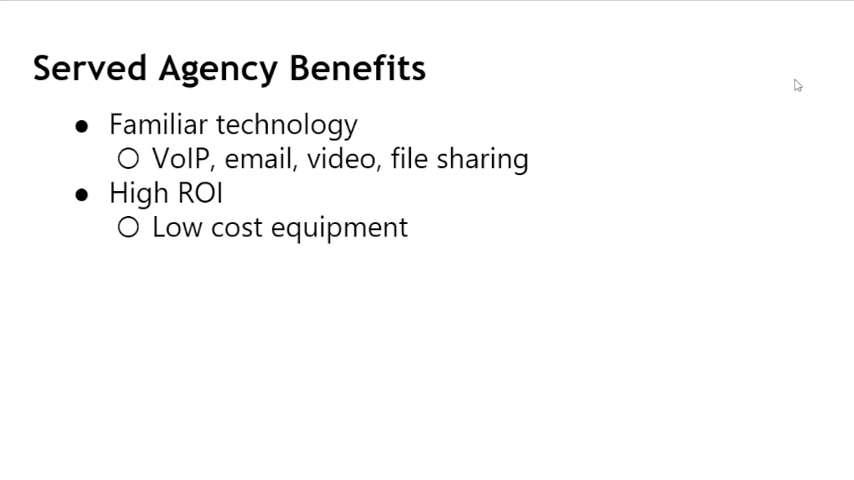 Served Agency Benefits
● Familiar technology
○ VoIP, email, video, file sharing
● High ROI
○ Low cost equipment